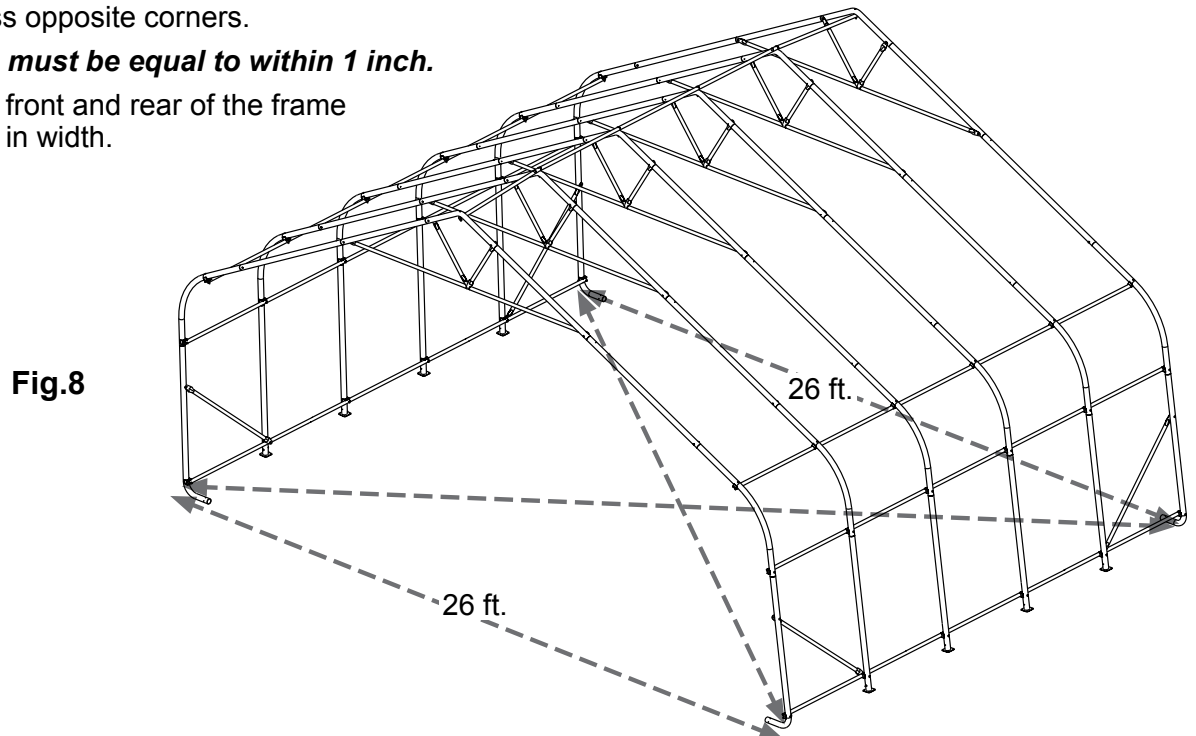 opposite corners.
must be equal to within 1 inch.
front and rear of the frame
in width.
Fig.8
26 ft.
26 ft.